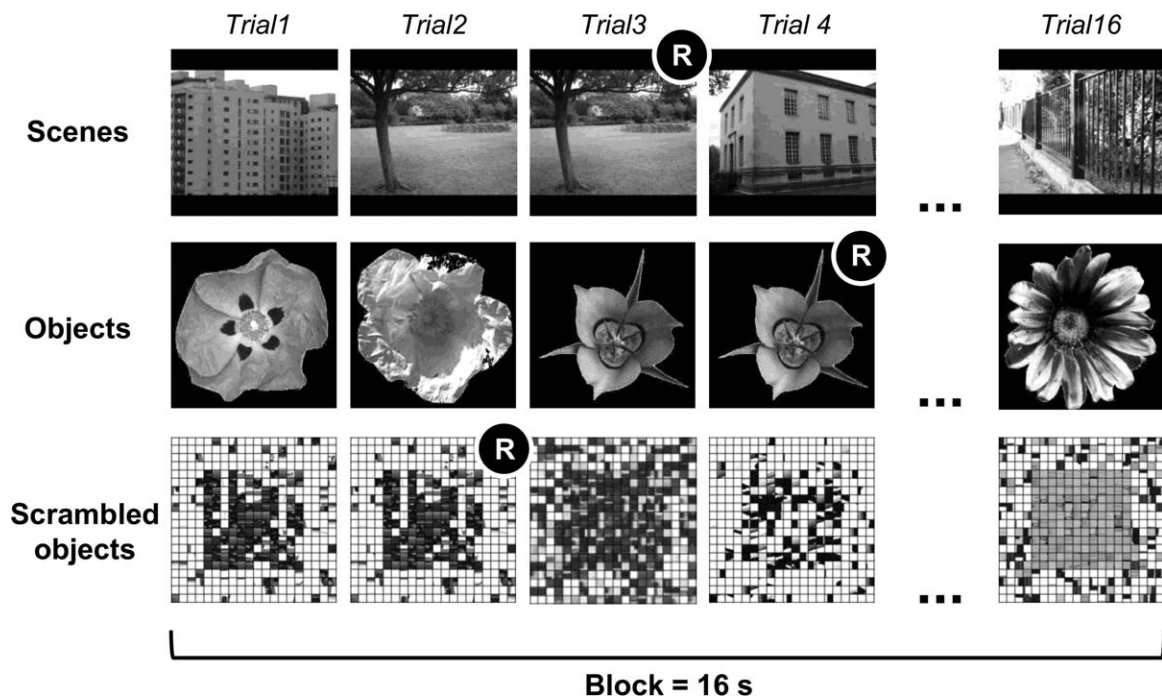 Trial1 Trial2 Trial3 Trial 4 Trial16
R
Scenes
...
R
Objects
...
R
Scrambled
objects
...
Block = 16 s